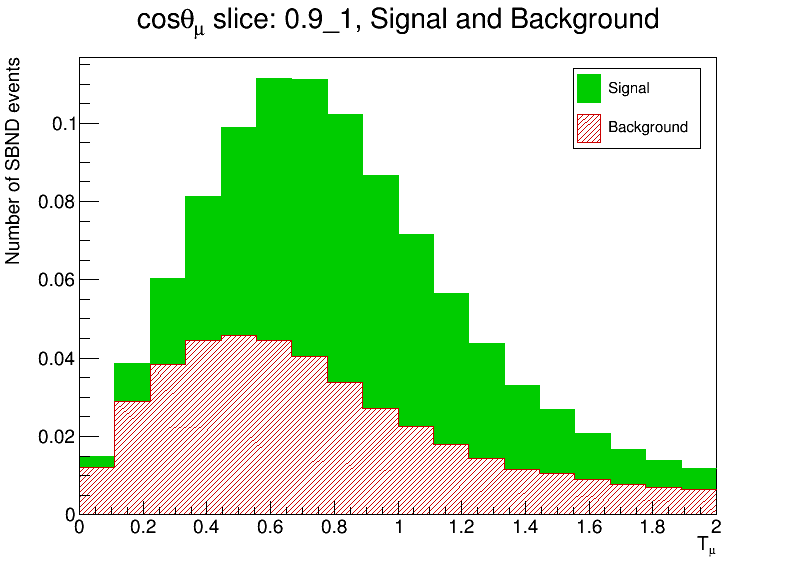 cosθμ slice: 0.9_1, Signal and Background
Number of SBND events
Signal
Background
0.1
0.08
0.06
0.04
0.02
0
0 0.2 0.4 0.6 0.8 1 1.2 1.4 1.6 1.8 2
Tμ